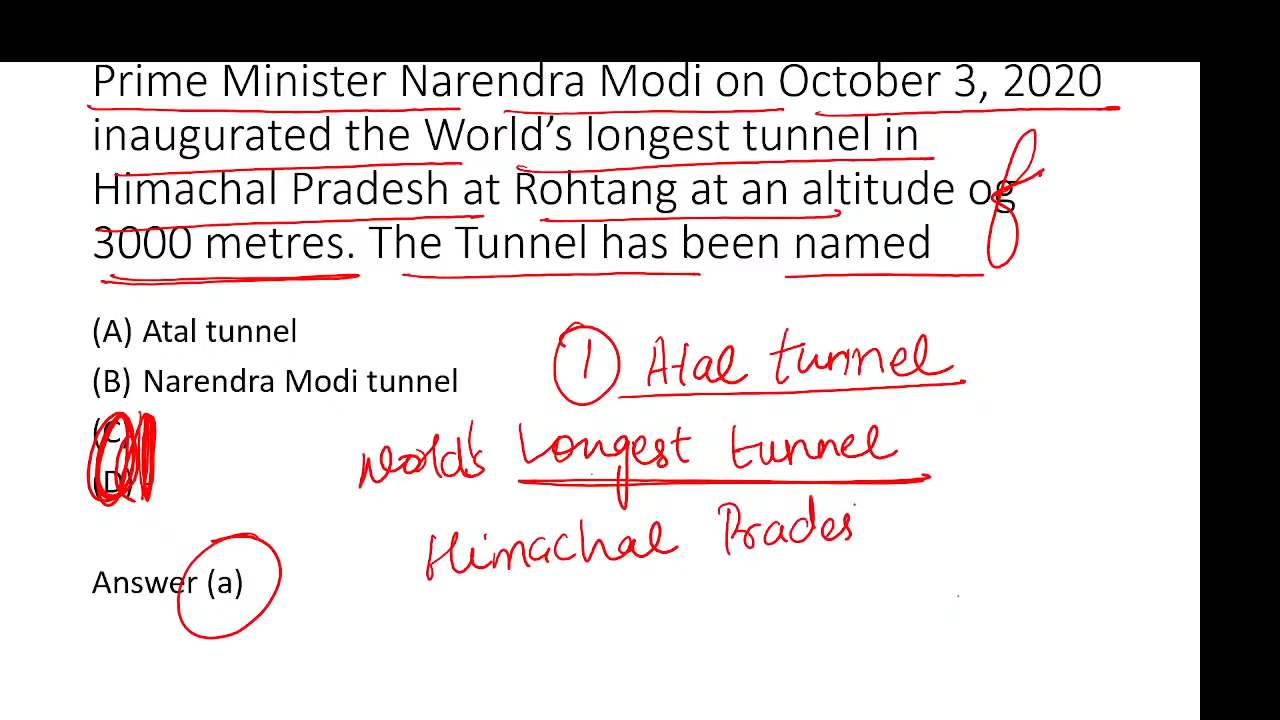 Prime Minister Narendra Modi on October 3, 2020
inaugurated the World's longest tunnel in
Himachal Pradesh at Rohtang at an altitude og f
3000 metres. The Tunnel has been named
(A) Atal tunnel
(B) Narendra Modi tunnel
(C)
(D)
Answer (a)
1 Atal tunnel
World's Longest tunnel
Himachal Prades